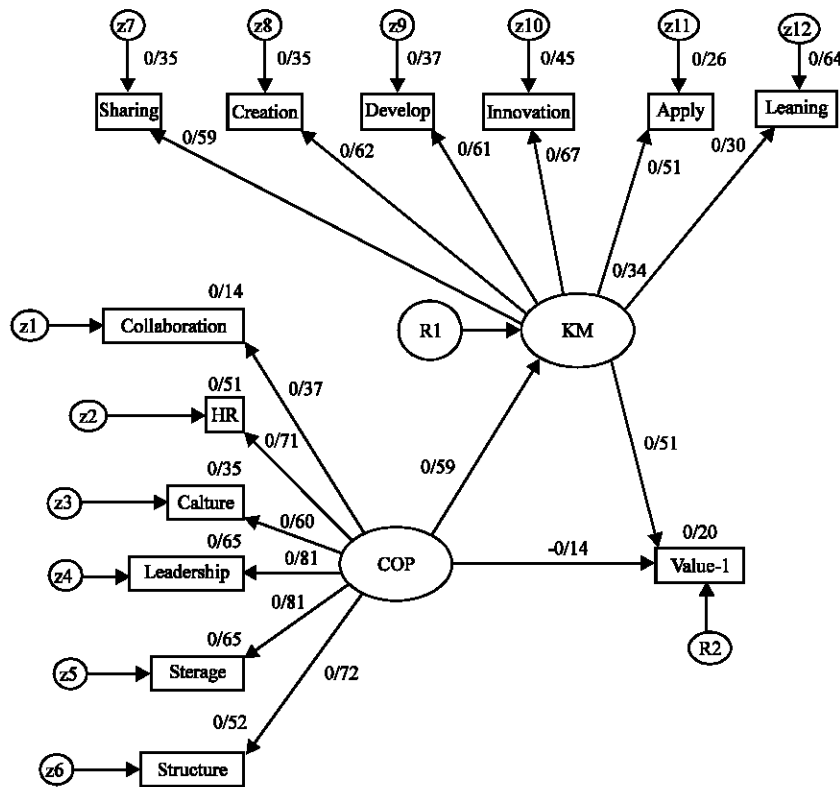 z7 z8 z9 z10 z11 z12
0/35 0/35 0/37 0/45 0/26 0/64
Sharing Creation Develop Innovation Apply Leaning
0/59 0/62 0/61 0/67 0/51 0/30
0/34
0/14
z1 Collaboration R1 KM
0/51 0/37
z2 HR
0/71 0/59 0/51
0/35
z3 Calture
0/60
0/65 0/20
z4 Leadership 0/81 COP -0/14 Value-1
0/81
0/65
z5 Sterage 0/72 R2
0/52
z6 Structure